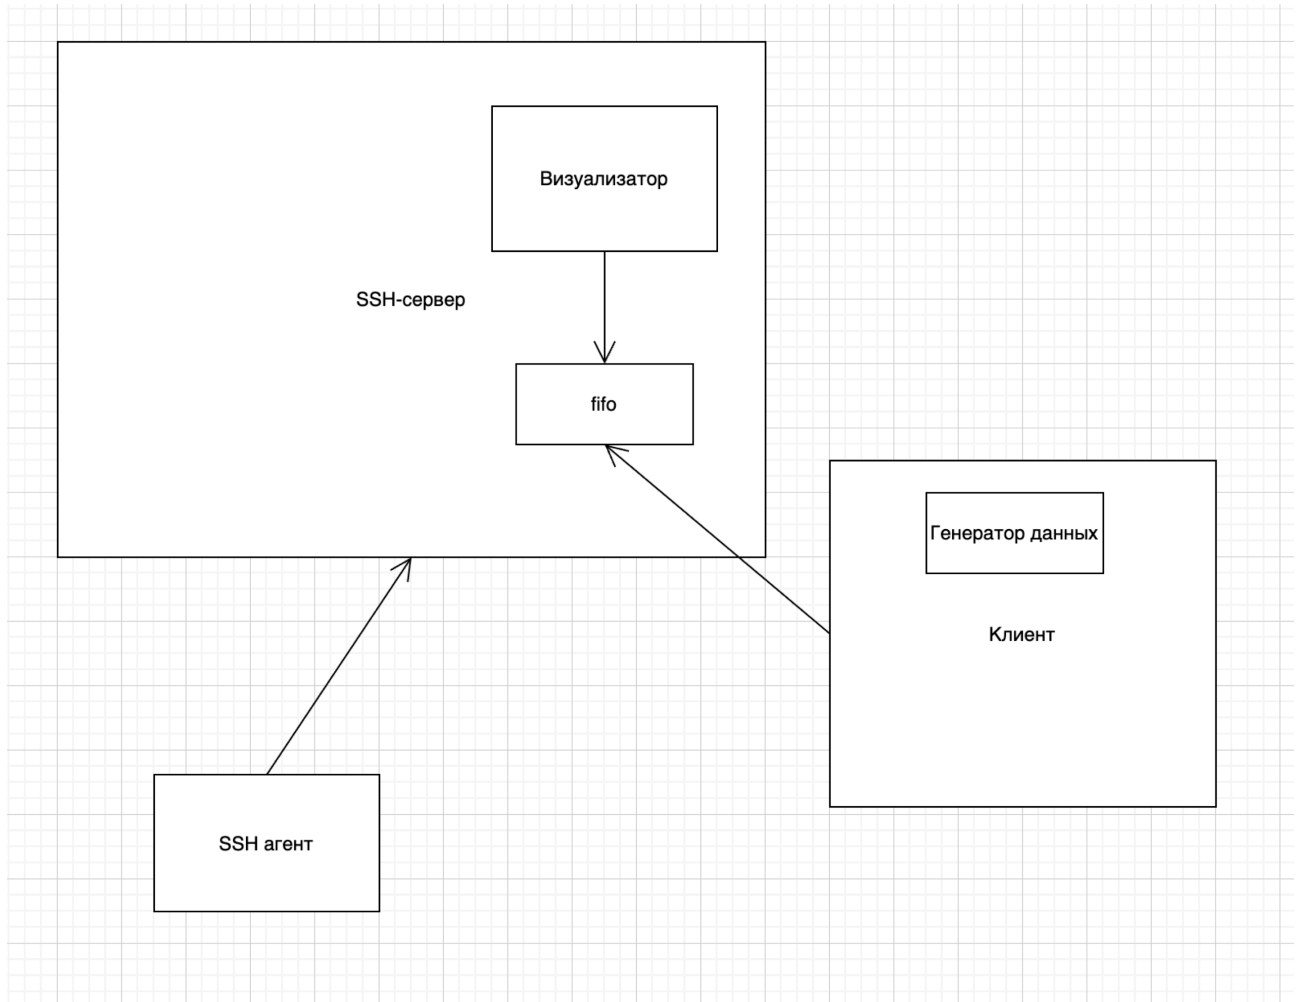 Визуализатор
SSH-сервер
fifo
Генератор данных
Клиент
SSH агент